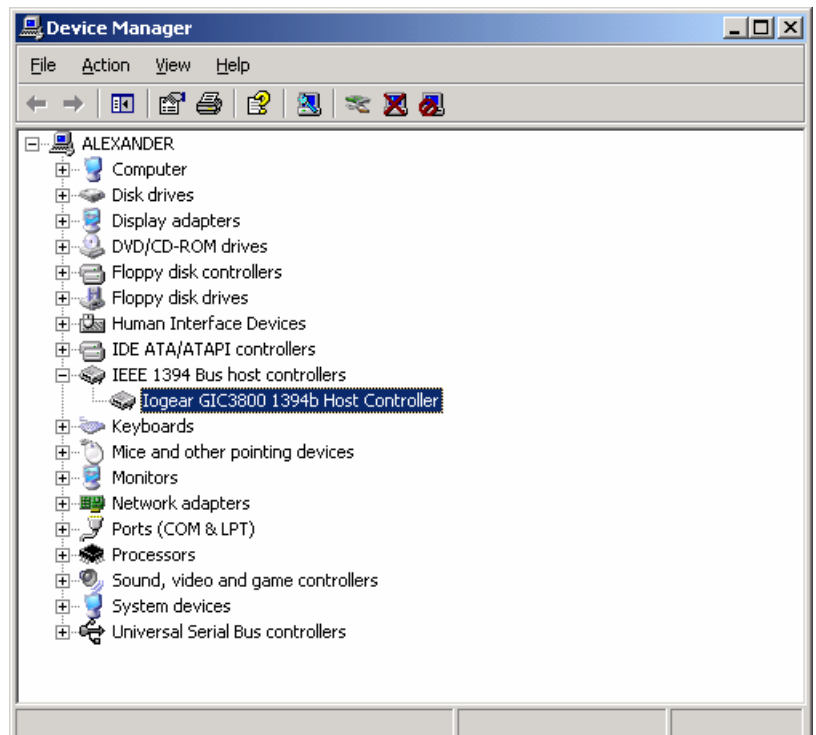 Device Manager
File Action View Help
ALEXANDER
Computer
Disk drives
Display adapters
DVD/CD-ROM drives
Floppy disk controllers
Floppy disk drives
Human Interface Devices
IDE ATA/ATAPI controllers
IEEE 1394 Bus host controllers
Iogear GIC3800 1394b Host Controller
Keyboards
Mice and other pointing devices
Monitors
Network adapters
Ports (COM & LPT)
Processors
Sound, video and game controllers
System devices
Universal Serial Bus controllers